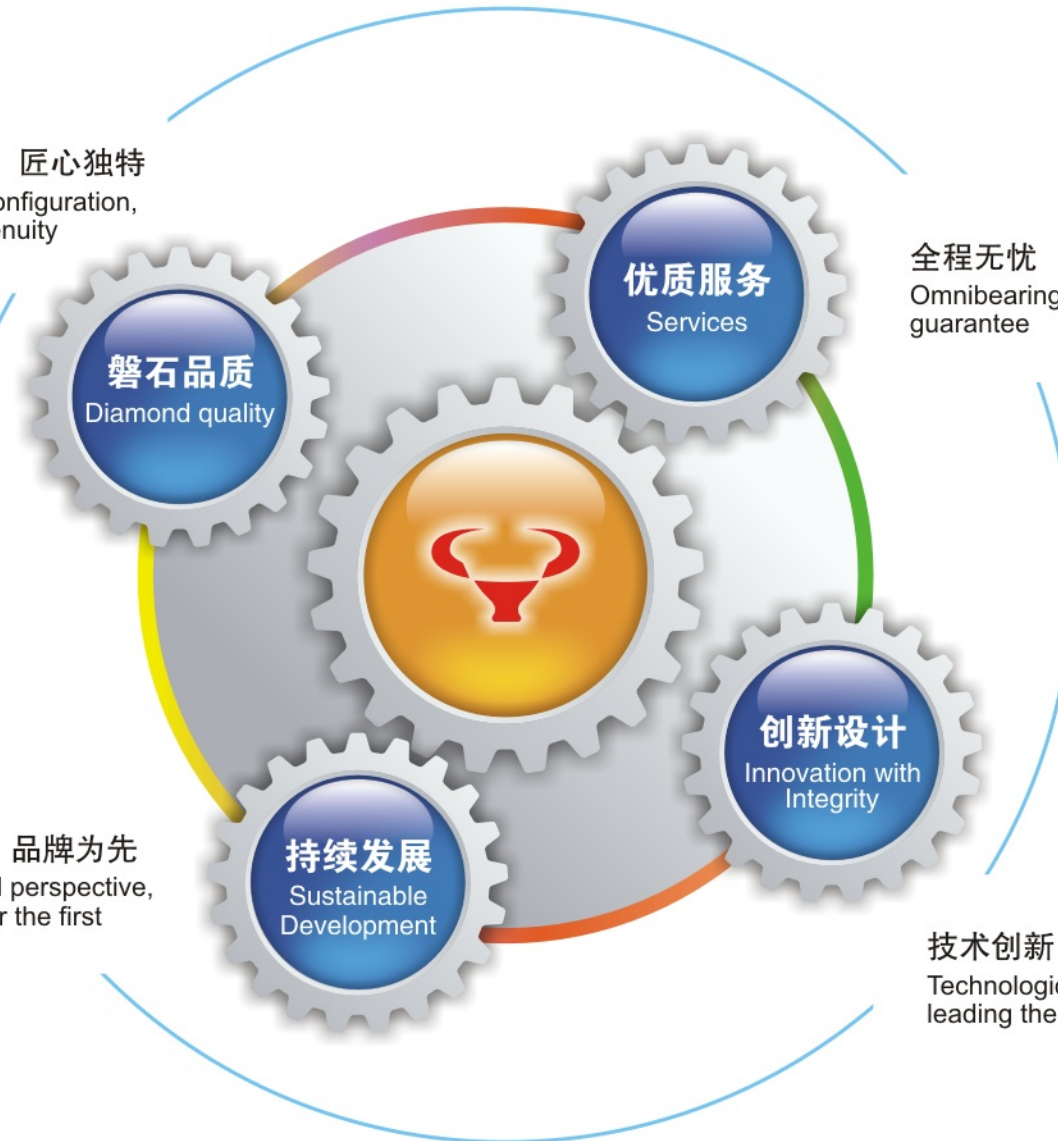 匠心独特
onfiguration,
enuity
优质服务
Services
全程无忧
Omnibearing
guarantee
磐石品质
Diamond quality
创新设计
Innovation with
Integrity
持续发展
Sustainable
Development
品牌为先
perspective,
the first
技术创新
Technologic
leading the